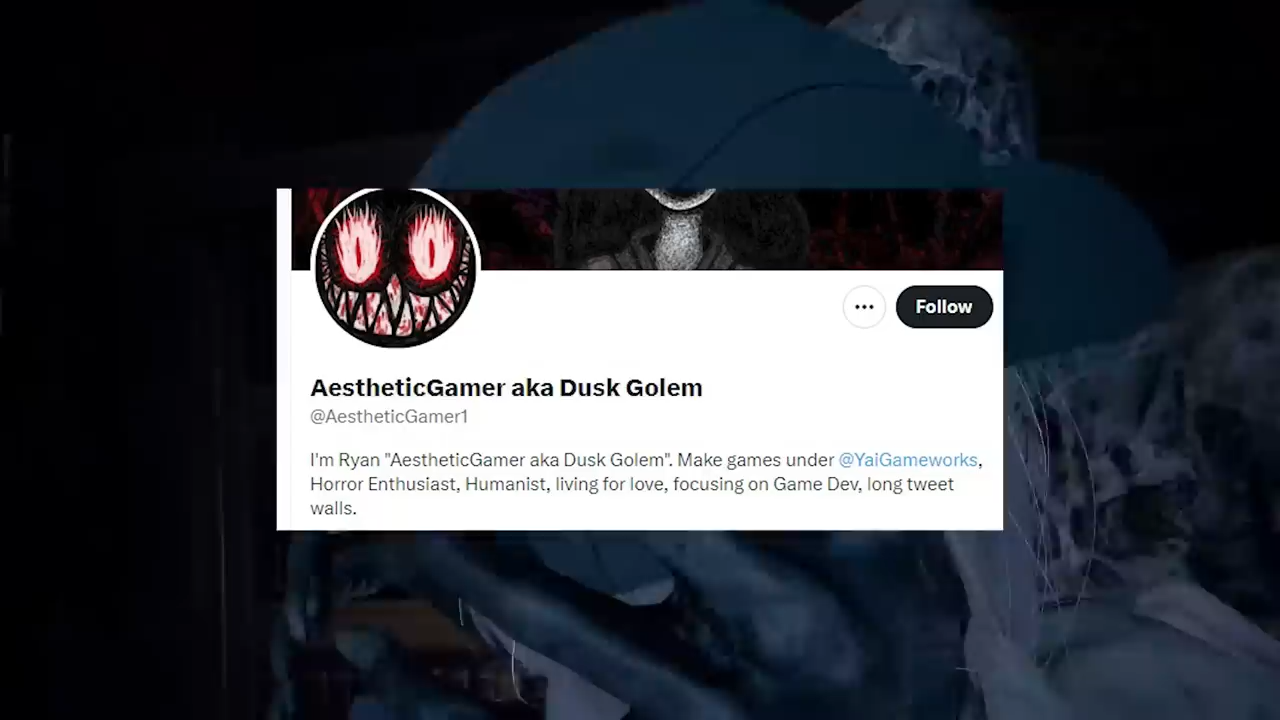 Follow
AestheticGamer aka Dusk Golem
@AestheticGamer1
I'm Ryan "AestheticGamer aka Dusk Golem". Make games under @YaiGameworks,
Horror Enthusiast, Humanist, living for love, focusing on Game Dev, long tweet
walls.